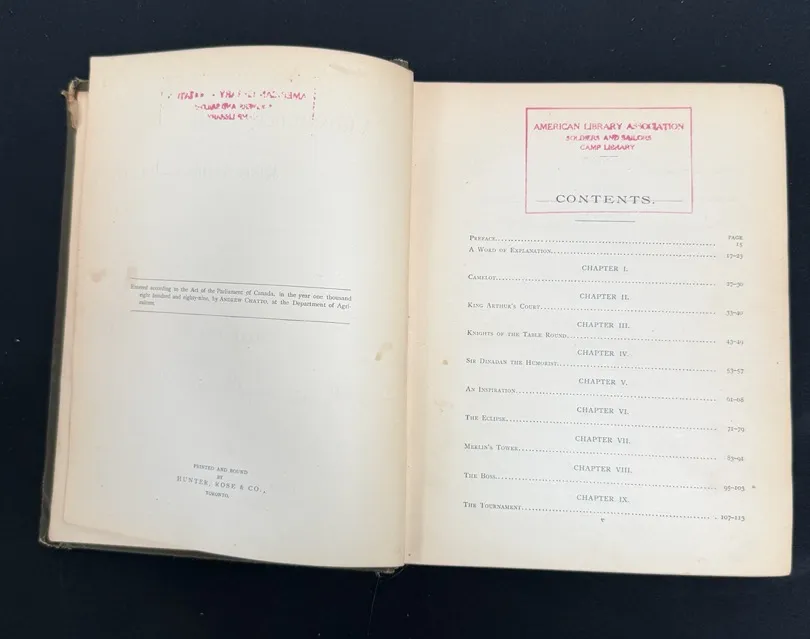 Entered according to the Act of the Parliament of Canada, in the year one thousand
eight hundred and eighty-nine, by ANDREW CHATTO, at the Department of Agri-
culture.
PRINTED AND BOUND
BY
HUNTER, ROSE & CO.,
TORONTO.
AMERICAN LIBRARY ASSOCIATION
SOLDIERS AND SAILORS
CAMP LIBRARY
CONTENTS.
PAGE
PREFACE 15
A WORD OF EXPLANATION 17-23
CHAPTER I.
CAMELOT 27-30
CHAPTER II.
KING ARTHUR'S COURT 33-40
CHAPTER III.
KNIGHTS OF THE TABLE ROUND 43-49
CHAPTER IV.
SIR DINADAN THE HUMORIST 53-57
CHAPTER V.
AN INSPIRATION 61-68
CHAPTER VI.
THE ECLIPSE 71-79
CHAPTER VII.
MERLIN'S TOWER 83-91
CHAPTER VIII.
THE BOSS 95-103
CHAPTER IX.
THE TOURNAMENT 107-113
v